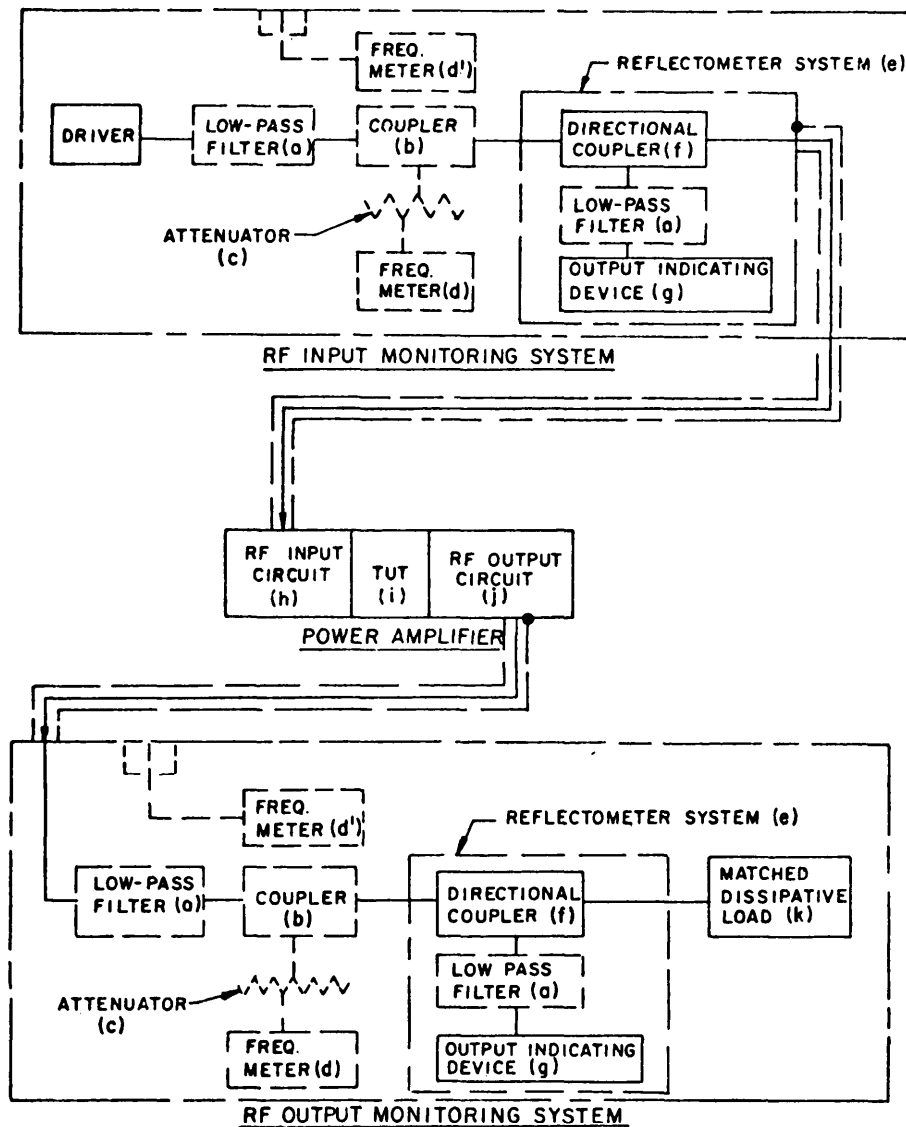 FREQ.
METER(d')
REFLECTOMETER SYSTEM (e)
DRIVER
LOW-PASS
FILTER(a)
COUPLER
(b)
DIRECTIONAL
COUPLER(f)
ATTENUATOR
(c)
LOW-PASS
FILTER (a)
FREQ.
METER(d)
OUTPUT INDICATING
DEVICE (g)
RF INPUT MONITORING SYSTEM
RF INPUT
CIRCUIT
(h)
TUT
(i)
RF OUTPUT
CIRCUIT
(j)
POWER AMPLIFIER
FREQ.
METER(d')
REFLECTOMETER SYSTEM (e)
LOW-PASS
FILTER(a)
COUPLER
(b)
DIRECTIONAL
COUPLER (f)
MATCHED
DISSIPATIVE
LOAD (k)
ATTENUATOR
(c)
LOW PASS
FILTER (a)
FREQ.
METER(d)
OUTPUT INDICATING
DEVICE (g)
RF OUTPUT MONITORING SYSTEM